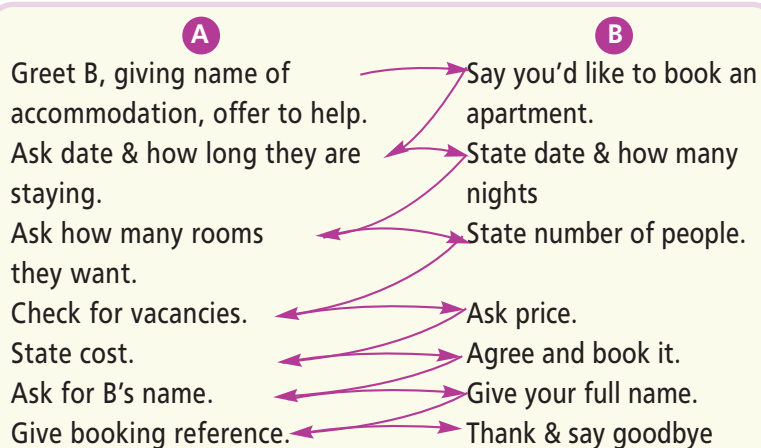 A
Greet B, giving name of
accommodation, offer to help.
Ask date & how long they are
staying.
Ask how many rooms
they want.
Check for vacancies.
State cost.
Ask for B's name.
Give booking reference.
B
Say you'd like to book an
apartment.
State date & how many
nights
State number of people.
Ask price.
Agree and book it.
Give your full name.
Thank & say goodbye